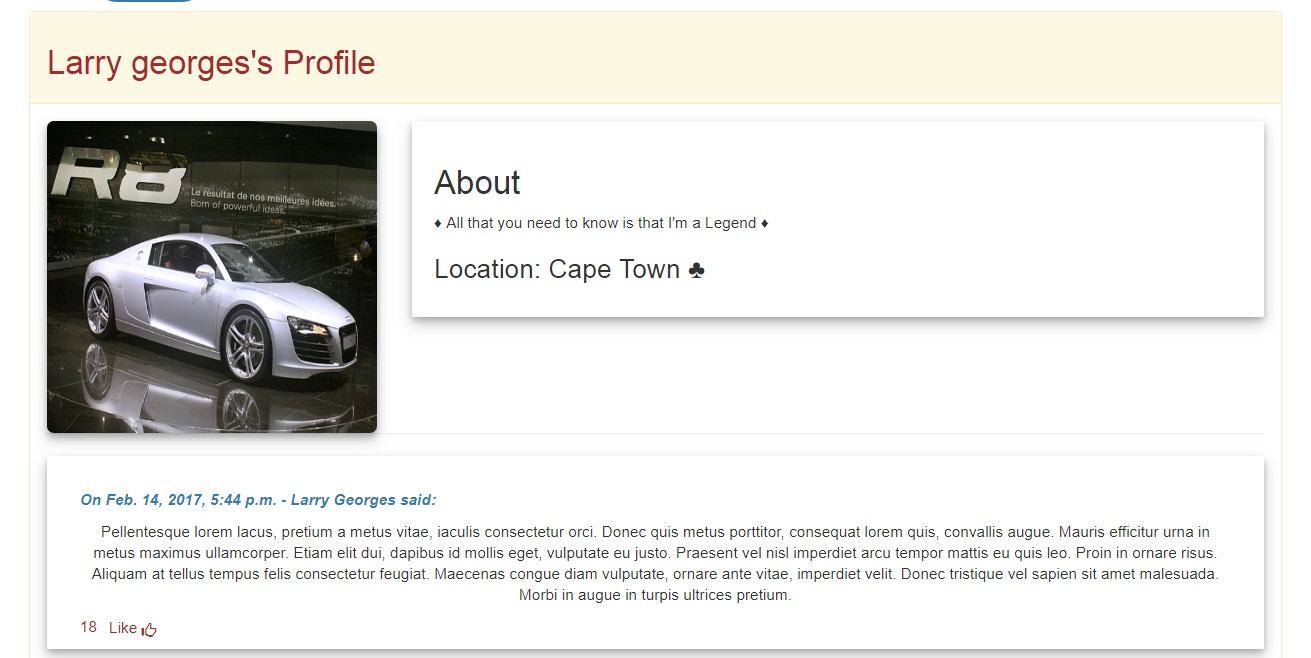 Larry georges's Profile
R8
Le résultat de nos meilleures idées.
Born of powerful ideas.
About
♦ All that you need to know is that I'm a Legend ♦
Location: Cape Town ♣
On Feb. 14, 2017, 5:44 p.m. - Larry Georges said:
Pellentesque lorem lacus, pretium a metus vitae, iaculis consectetur orci. Donec quis metus porttitor, consequat lorem quis, convallis augue. Mauris efficitur urna in
metus maximus ullamcorper. Etiam elit dui, dapibus id mollis eget, vulputate eu justo. Praesent vel nisl imperdiet arcu tempor mattis eu quis leo. Proin in ornare risus.
Aliquam at tellus tempus felis consectetur feugiat. Maecenas congue diam vulputate, ornare ante vitae, imperdiet velit. Donec tristique vel sapien sit amet malesuada.
Morbi in augue in turpis ultrices pretium.
18 Like